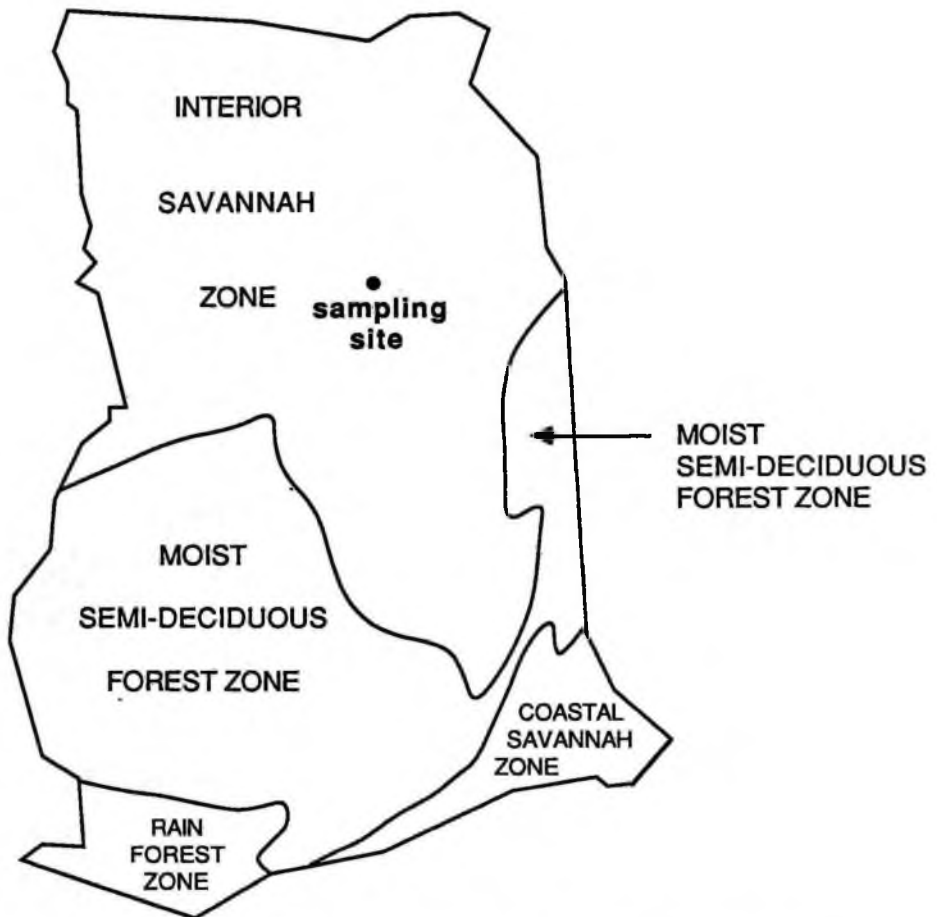 INTERIOR
SAVANNAH
ZONE
sampling
site
MOIST
SEMI-DECIDUOUS
FOREST ZONE
MOIST
SEMI-DECIDUOUS
FOREST ZONE
COASTAL
SAVANNAH
ZONE
RAIN
FOREST
ZONE